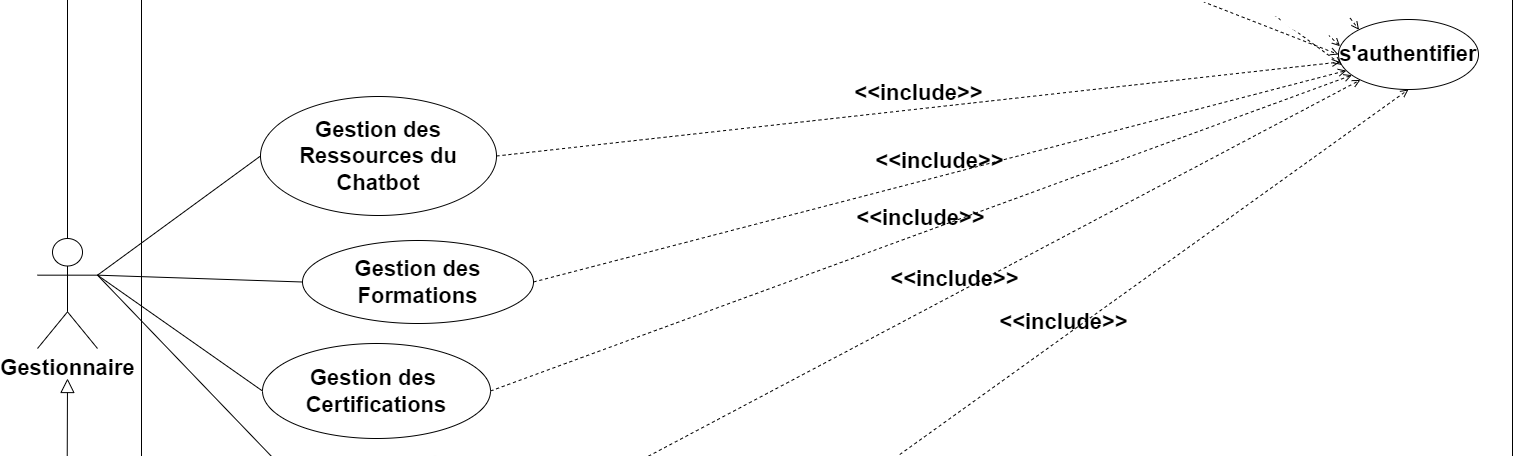 s'authentifier
<<include>>
Gestion des
Ressources du
Chatbot
<<include>>
<<include>>
Gestion des
Formations
<<include>>
<<include>>
Gestionnaire
Gestion des
Certifications